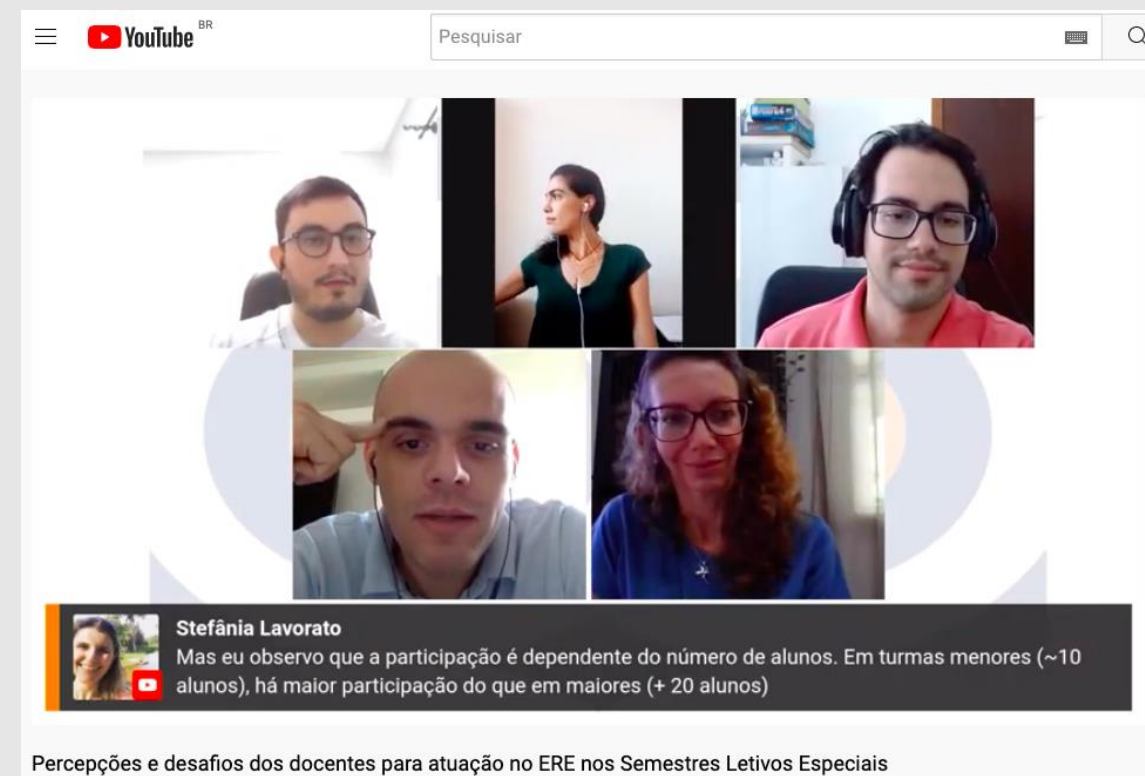 YouTube BR
Pesquisar
Stefânia Lavorato
Mas eu observo que a participação é dependente do número de alunos. Em turmas menores (~10
alunos), há maior participação do que em maiores (+ 20 alunos)
Percepções e desafios dos docentes para atuação no ERE nos Semestres Letivos Especiais